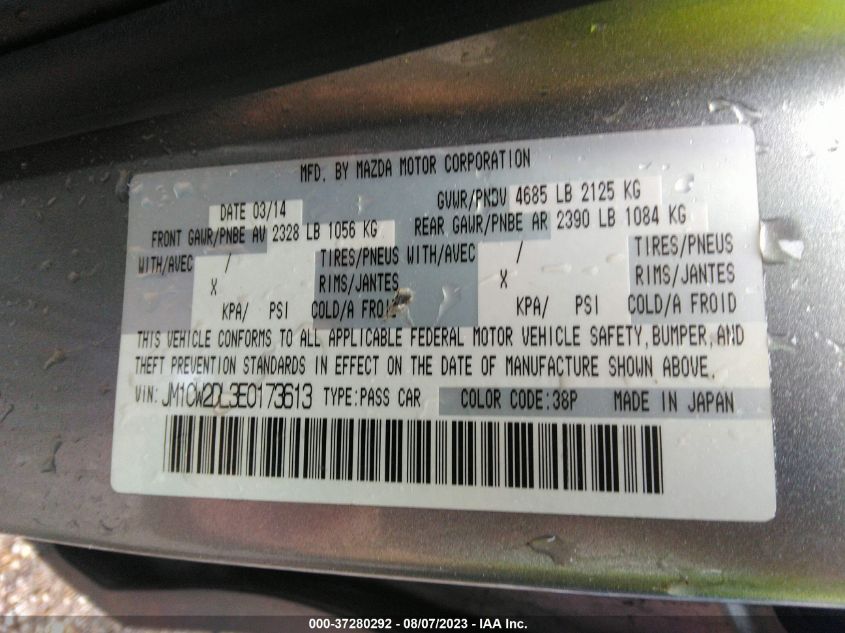 MFD. BY MAZDA MOTOR CORPORATION
DATE 03/14 GVWR/PNBV 4685 LB 2125 KG
FRONT GAWR/PNBE AV 2328 LB 1056 KG REAR GAWR/PNBE AR 2390 LB 1084 KG
WITH/AVEC / TIRES/PNEUS WITH/AVEC / TIRES/PNEUS
X RIMS/JANTES X RIMS/JANTES
KPA/ PSI COLD/A FROID KPA/ PSI COLD/A FROID
THIS VEHICLE CONFORMS TO ALL APPLICABLE FEDERAL MOTOR VEHICLE SAFETY, BUMPER, AND
THEFT PREVENTION STANDARDS IN EFFECT ON THE DATE OF MANUFACTURE SHOWN ABOVE.
VIN: JM1CW2DL3E0173613 TYPE:PASS CAR COLOR CODE:38P MADE IN JAPAN
000-37280292 - 08/07/2023 - IAA Inc.